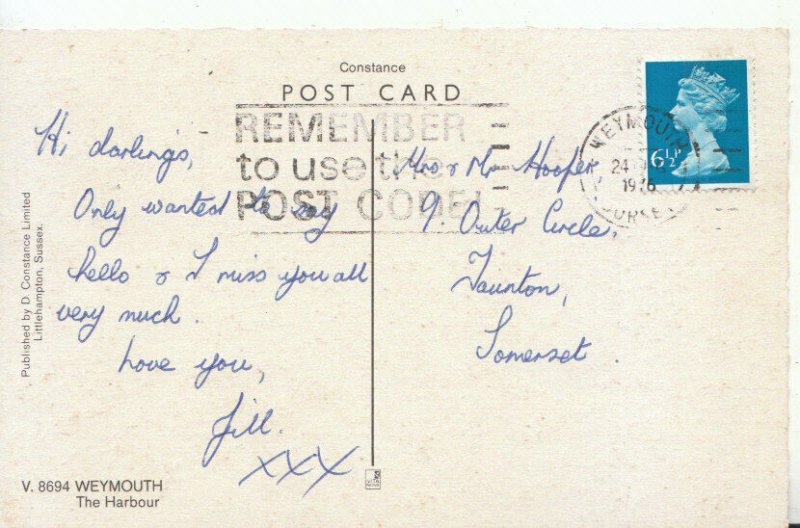 Constance
POST CARD
REMEMBER
to use the
POST CODE!
WEYMOUTH
24
1976
6½
Hi darlings,
Only wanted to say
hello & I miss you all
very much.
Love you,
Jill.
XXX
Mrs & Mr Hooper
9, Outer Circle,
Taunton,
Somerset.
Published by D. Constance Limited
Littlehampton, Sussex.
V. 8694 WEYMOUTH
The Harbour